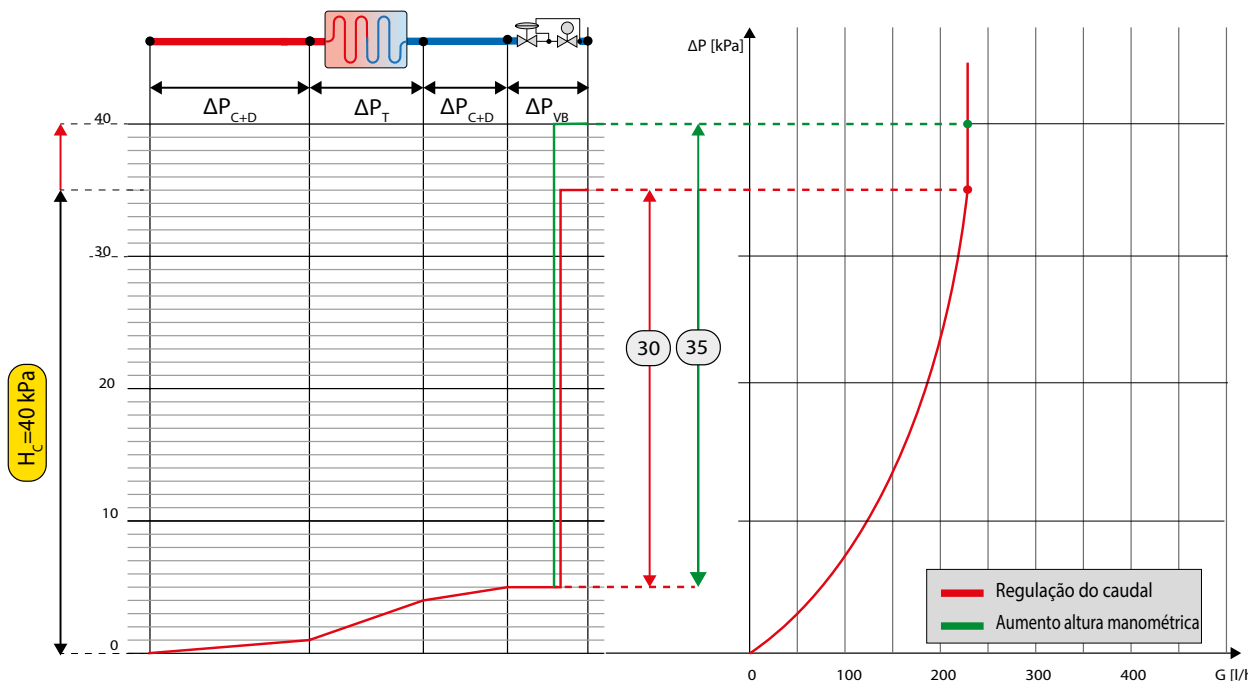 ΔP C+D
ΔP T
ΔP C+D
ΔP VB
40
30
20
10
0
H C =40 kPa
30
35
ΔP [kPa]
Regulação do caudal
Aumento altura manométrica
0
100
200
300
400
G [l/h